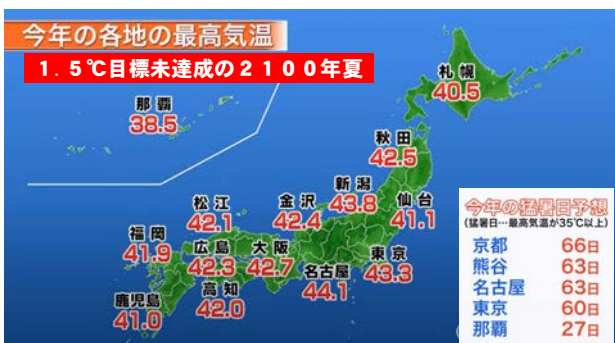 今年の各地の最高気温
1.5℃目標未達成の2100年夏
札幌
40.5
那覇
38.5
秋田
42.5
新潟
43.8
仙台
41.1
金沢
42.4
松江
42.1
福岡
41.9
広島
42.3
大阪
42.7
名古屋
44.1
東京
43.3
高知
42.0
鹿児島
41.0
今年の猛暑日予想
(猛暑日…最高気温が35℃以上)
京都 66日
熊谷 63日
名古屋 63日
東京 60日
那覇 27日